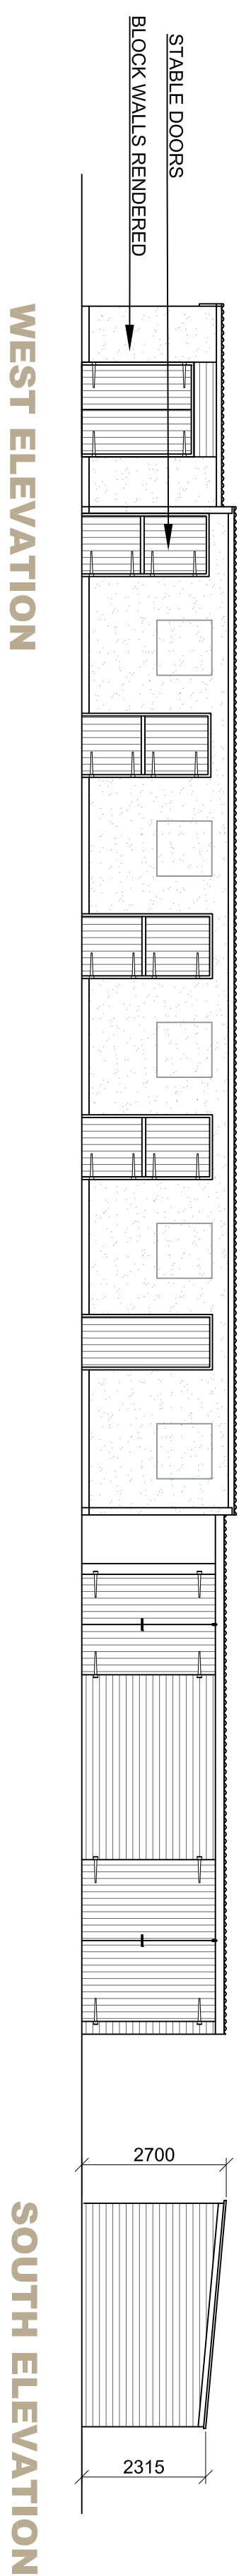 STABLE DOORS
BLOCK WALLS RENDERED
WEST ELEVATION
2700
2315
SOUTH ELEVATION